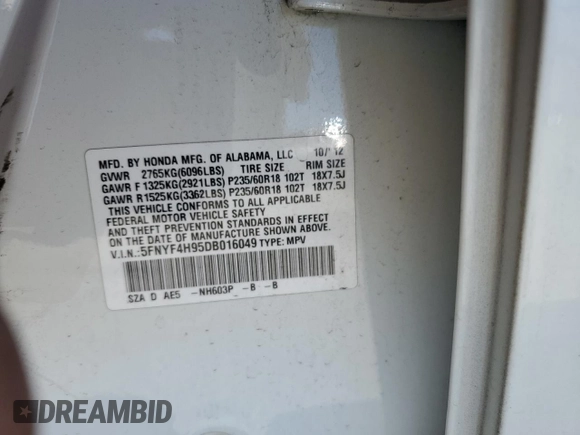 MFD. BY HONDA MFG. OF ALABAMA, LLC 10/'12
GVWR 2765KG(6096LBS) TIRE SIZE RIM SIZE
GAWR F 1325KG(2921LBS) P235/60R18 102T 18X7.5J
GAWR R 1525KG(3362LBS) P235/60R18 102T 18X7.5J
THIS VEHICLE CONFORMS TO ALL APPLICABLE
FEDERAL MOTOR VEHICLE SAFETY
AND THEFT PREVENTION STANDARDS IN EFFECT
ON THE DATE OF MANUFACTURE SHOWN ABOVE.
V.I.N.:5FNYF4H95DB016049 TYPE: MPV
SZA D AE5 -NH603P -B -B
DREAMBID